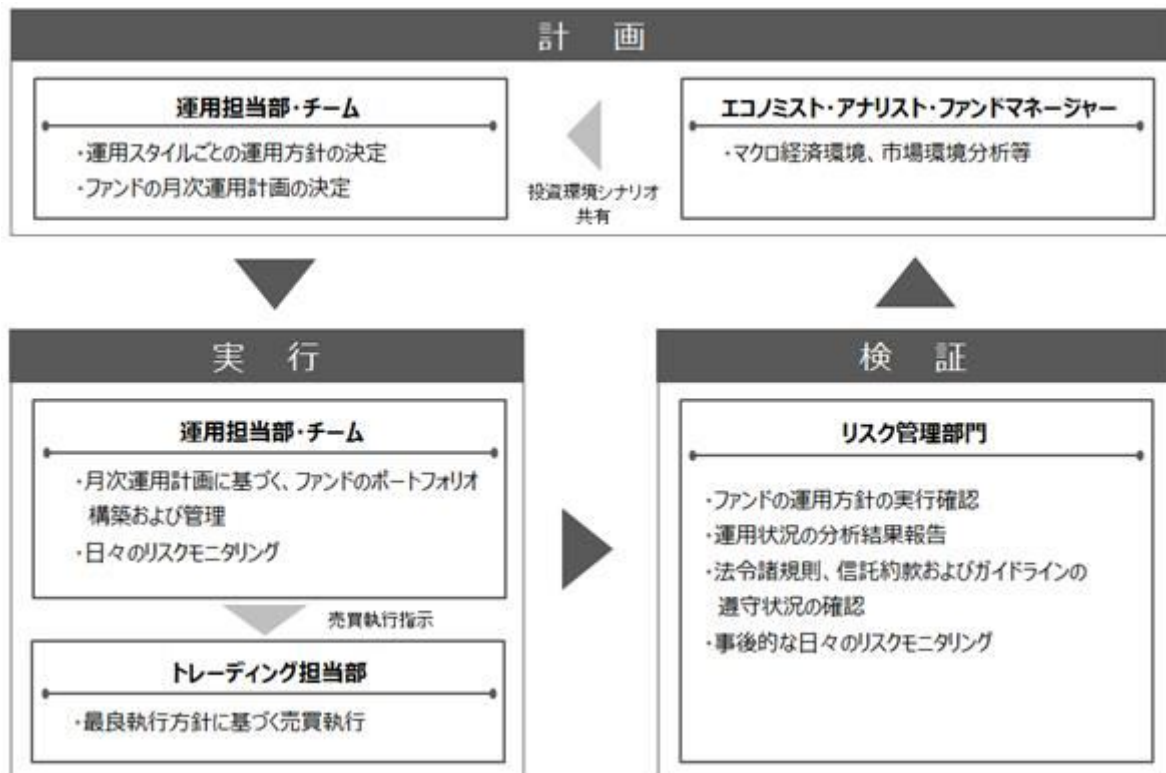 計 画
運用担当部・チーム
・運用スタイルごとの運用方針の決定
・ファンドの月次運用計画の決定
投資環境シナリオ
共有
エコノミスト・アナリスト・ファンドマネージャー
・マクロ経済環境、市場環境分析等
実 行
運用担当部・チーム
・月次運用計画に基づく、ファンドのポートフォリオ
構築および管理
・日々のリスクモニタリング
売買執行指示
トレーディング担当部
・最良執行方針に基づく売買執行
検 証
リスク管理部門
・ファンドの運用方針の実行確認
・運用状況の分析結果報告
・法令諸規則、信託約款およびガイドラインの
遵守状況の確認
・事後的な日々のリスクモニタリング